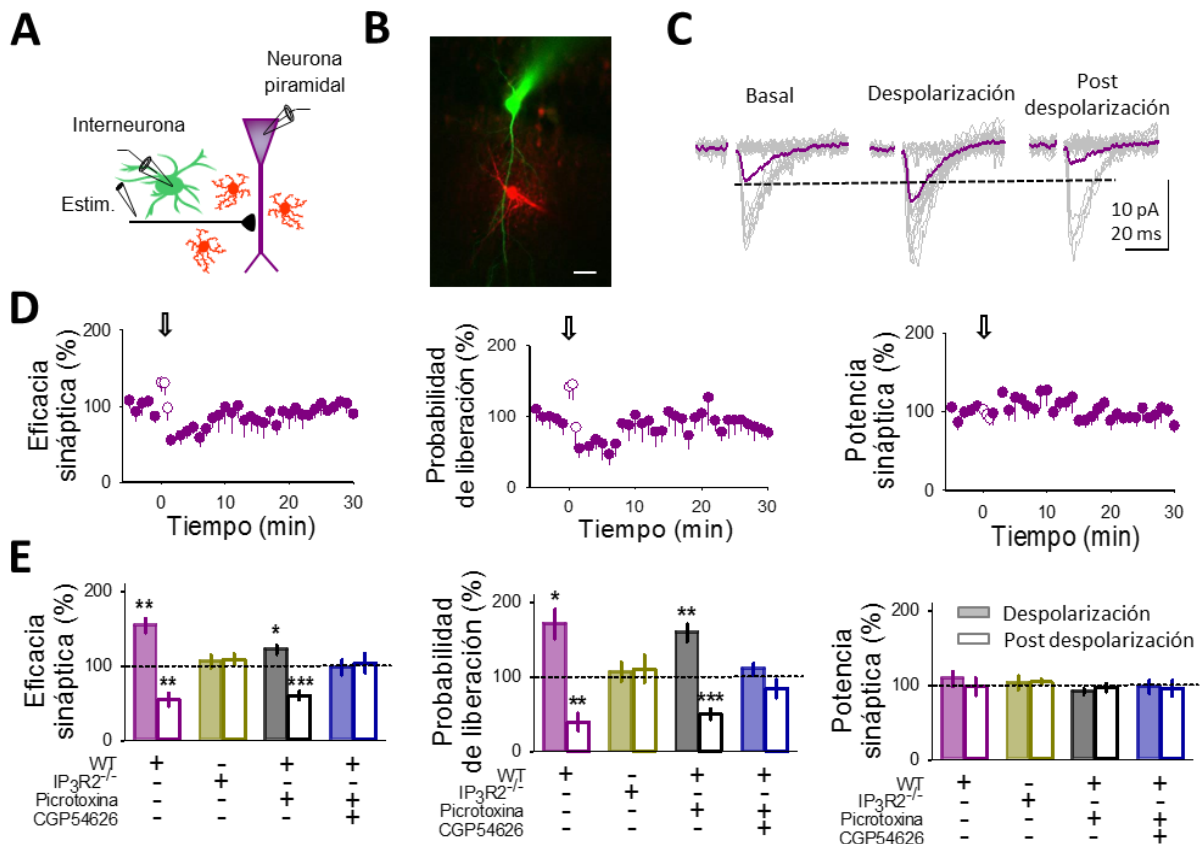 A
Neurona
piramidal
Interneurona
Estim.
B
C
Basal
Despolarización
Post
despolarización
10 pA
20 ms
D
Eficacia
sináptica (%)
200
100
0
0
10
20
30
Tiempo (min)
Probabilidad
de liberación (%)
200
100
0
0
10
20
30
Tiempo (min)
Potencia
sináptica (%)
200
100
0
0
10
20
30
Tiempo (min)
E
Eficacia
sináptica (%)
200
100
0
**
**
*
***
WT + - + +
IP3R2-/- - + - -
Picrotoxina - - + +
CGP54626 - - - +
Probabilidad
de liberación (%)
200
100
0
*
**
**
***
WT + - + +
IP3R2-/- - + - -
Picrotoxina - - + +
CGP54626 - - - +
Potencia
sináptica (%)
200
100
0
Despolarización
Post despolarización
WT + - + +
IP3R2-/- - + - -
Picrotoxina - - + +
CGP54626 - - - +